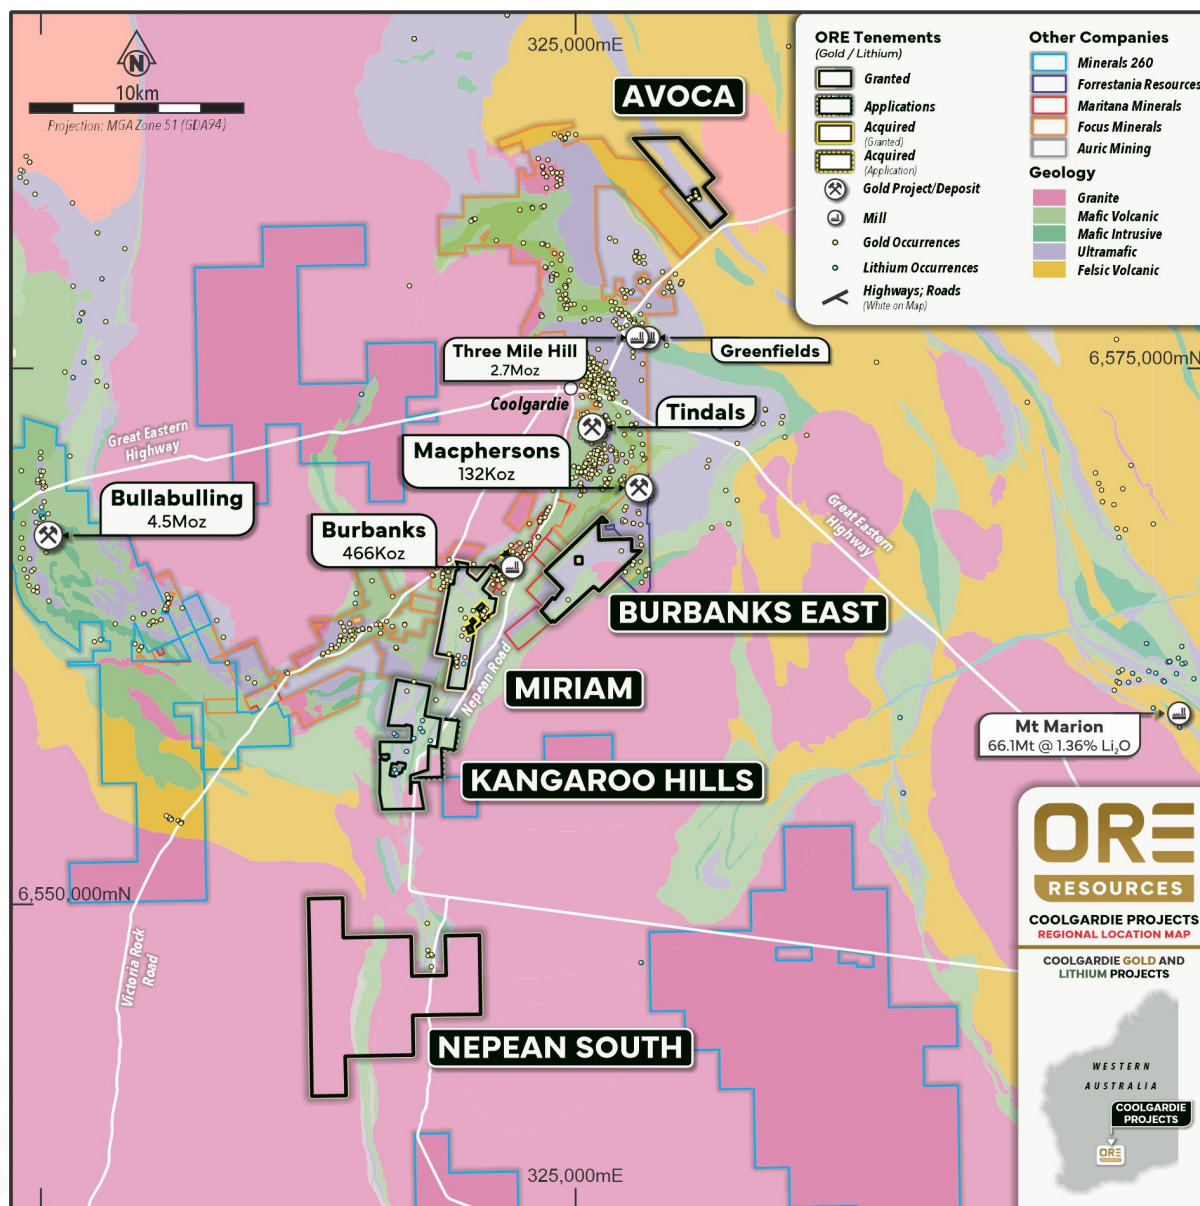 325,000mE
N
10km
Projection: MGA Zone 51 (GDA94)
AVOCA
ORE Tenements
(Gold / Lithium)
Granted
Applications
Acquired
(Granted)
Acquired
(Application)
Gold Project/Deposit
Mill
Gold Occurrences
Lithium Occurrences
Highways; Roads
(White on Map)
Other Companies
Minerals 260
Forrestania Resources
Maritana Minerals
Focus Minerals
Auric Mining
Geology
Granite
Mafic Volcanic
Mafic Intrusive
Ultramafic
Felsic Volcanic
Three Mile Hill
2.7Moz
Greenfields
6,575,000mN
Coolgardie
Tindals
Great Eastern
Highway
Macphersons
132Koz
Bullabulling
4.5Moz
Burbanks
466Koz
Great Eastern
Highway
BURBANKS EAST
MIRIAM
Nepean Road
Mt Marion
66.1Mt @ 1.36% Li₂O
KANGAROO HILLS
6,550,000mN
Victoria Rock
Road
NEPEAN SOUTH
325,000mE
ORE
RESOURCES
COOLGARDIE PROJECTS
REGIONAL LOCATION MAP
COOLGARDIE GOLD AND
LITHIUM PROJECTS
WESTERN
AUSTRALIA
COOLGARDIE
PROJECTS
ORE